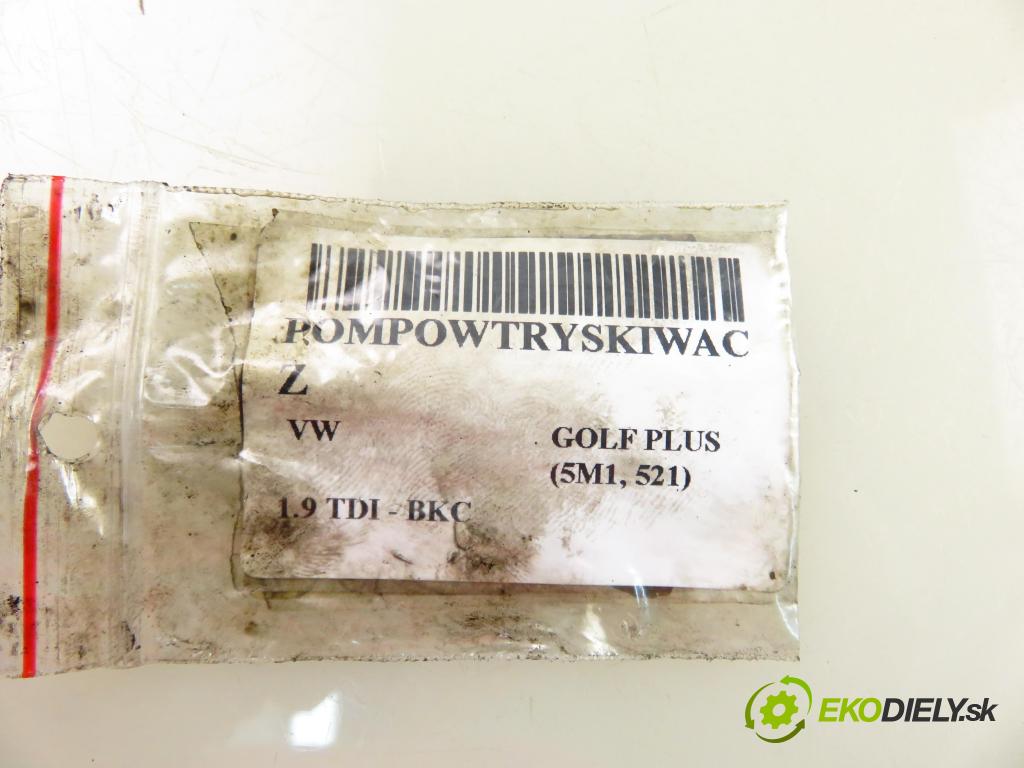 POMPOWTRYSKIWAC
Z
VW
GOLF PLUS
(5M1, 521)
1.9 TDI - BKC
EKODIELY.sk